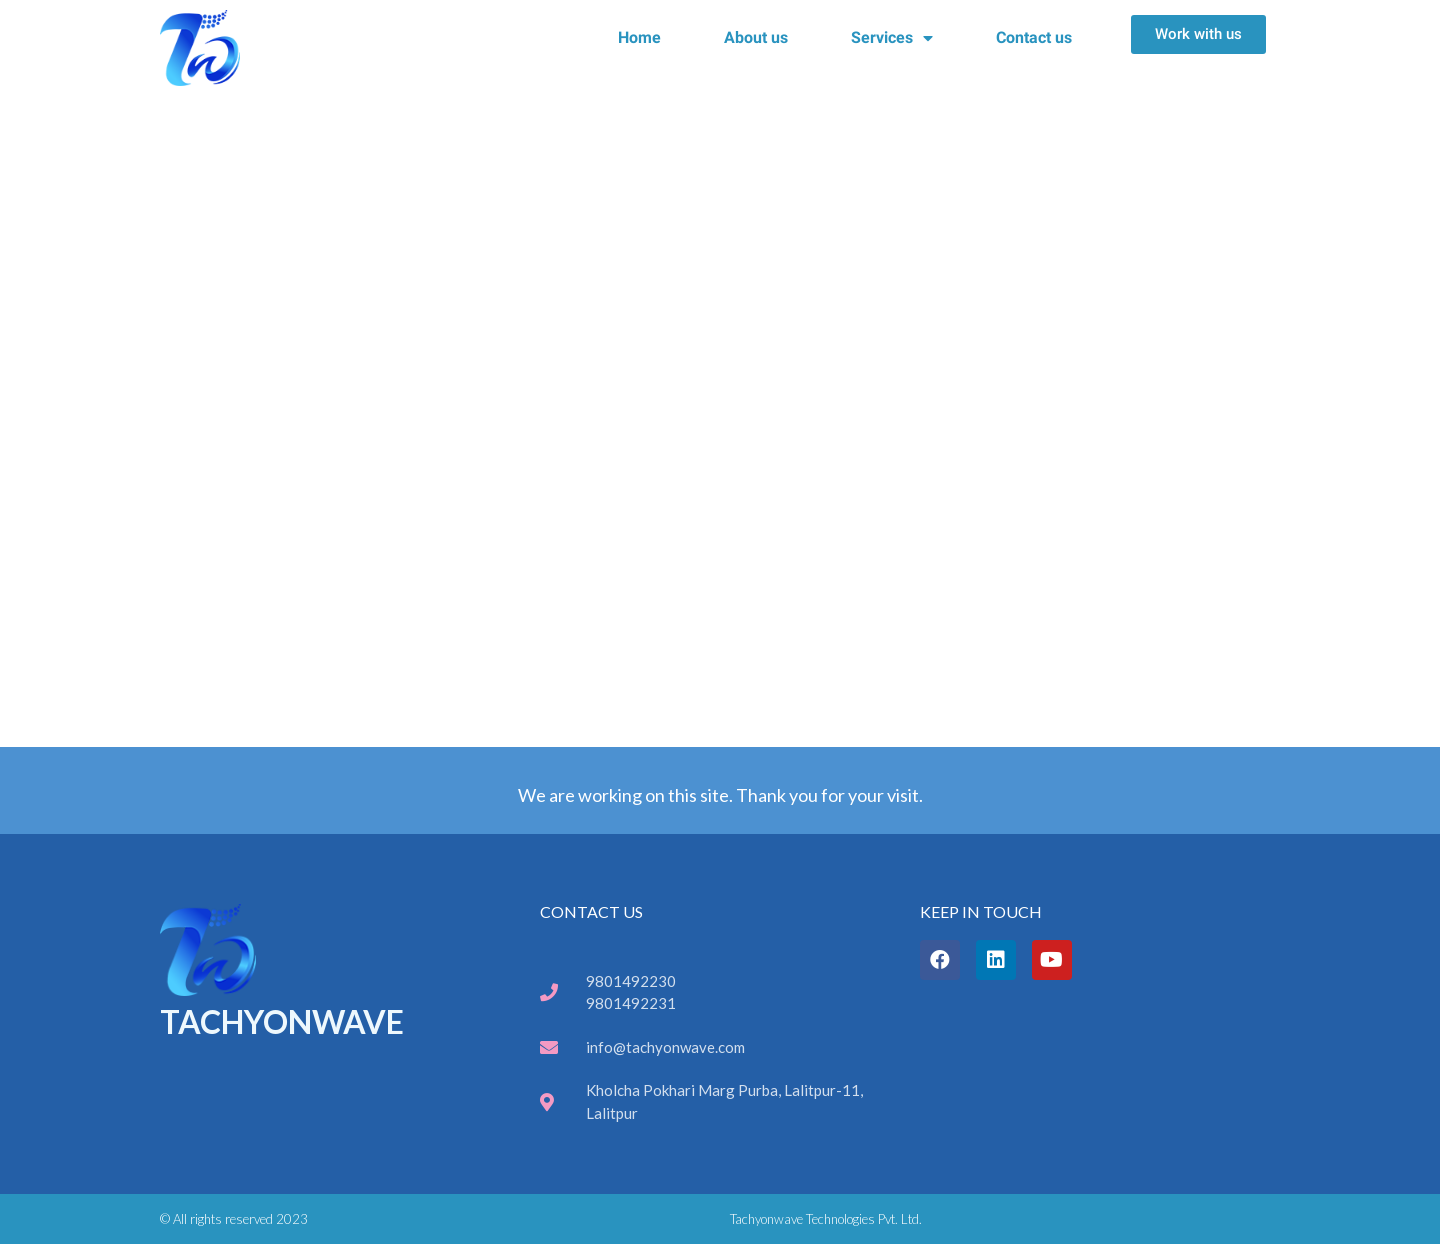 Home
About us
Services
Contact us
Work with us
We are working on this site. Thank you for your visit.
TACHYONWAVE
CONTACT US
9801492230
9801492231
info@tachyonwave.com
Kholcha Pokhari Marg Purba, Lalitpur-11,
Lalitpur
KEEP IN TOUCH
© All rights reserved 2023
Tachyonwave Technologies Pvt. Ltd.